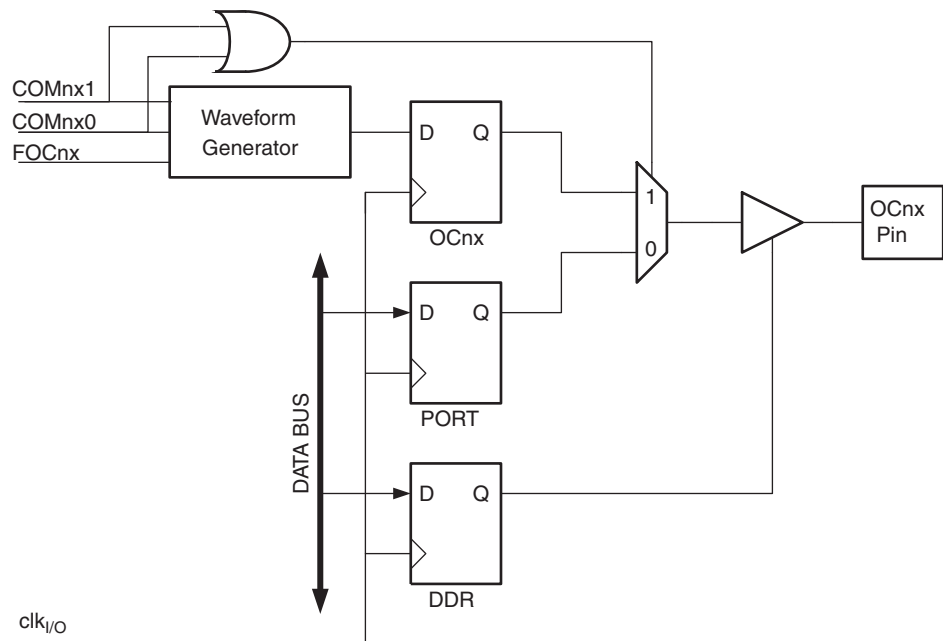 COMnx1
COMnx0
FOCnx
Waveform
Generator
D Q
OCnx
1
0
OCnx
Pin
D Q
PORT
DATA BUS
D Q
DDR
clkI/O